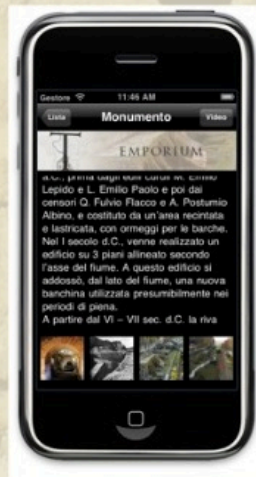 Gestore 11:46 AM
Lista Monumento Video
EMPORIUM
a.C., prima dagli edili curuli M. Emilio
Lepido e L. Emilio Paolo e poi dai
censori Q. Fulvio Flacco e A. Postumio
Albino, e costituto da un'area recintata
e lastricata, con ormeggi per le barche.
Nel I secolo d.C., venne realizzato un
edificio su 3 piani allineato secondo
l'asse del fiume. A questo edificio si
addossò, dal lato del fiume, una nuova
banchina utilizzata presumibilmente nei
periodi di piena.
A partire dal VI – VII sec. d.C. la riva